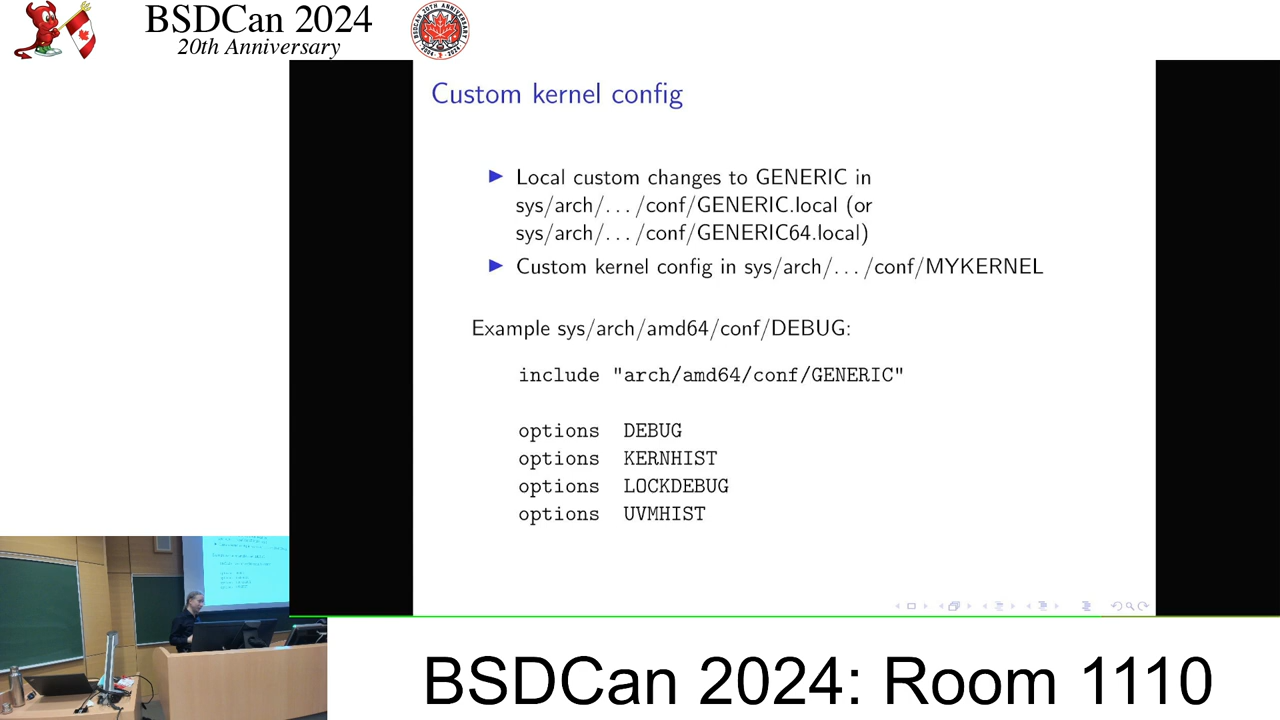 BSDCan 2024
20th Anniversary
Custom kernel config
▶ Local custom changes to GENERIC in
sys/arch/.../conf/GENERIC.local (or
sys/arch/.../conf/GENERIC64.local)
▶ Custom kernel config in sys/arch/.../conf/MYKERNEL
Example sys/arch/amd64/conf/DEBUG:
include "arch/amd64/conf/GENERIC"
options DEBUG
options KERNHIST
options LOCKDEBUG
options UVMHIST
BSDCan 2024: Room 1110